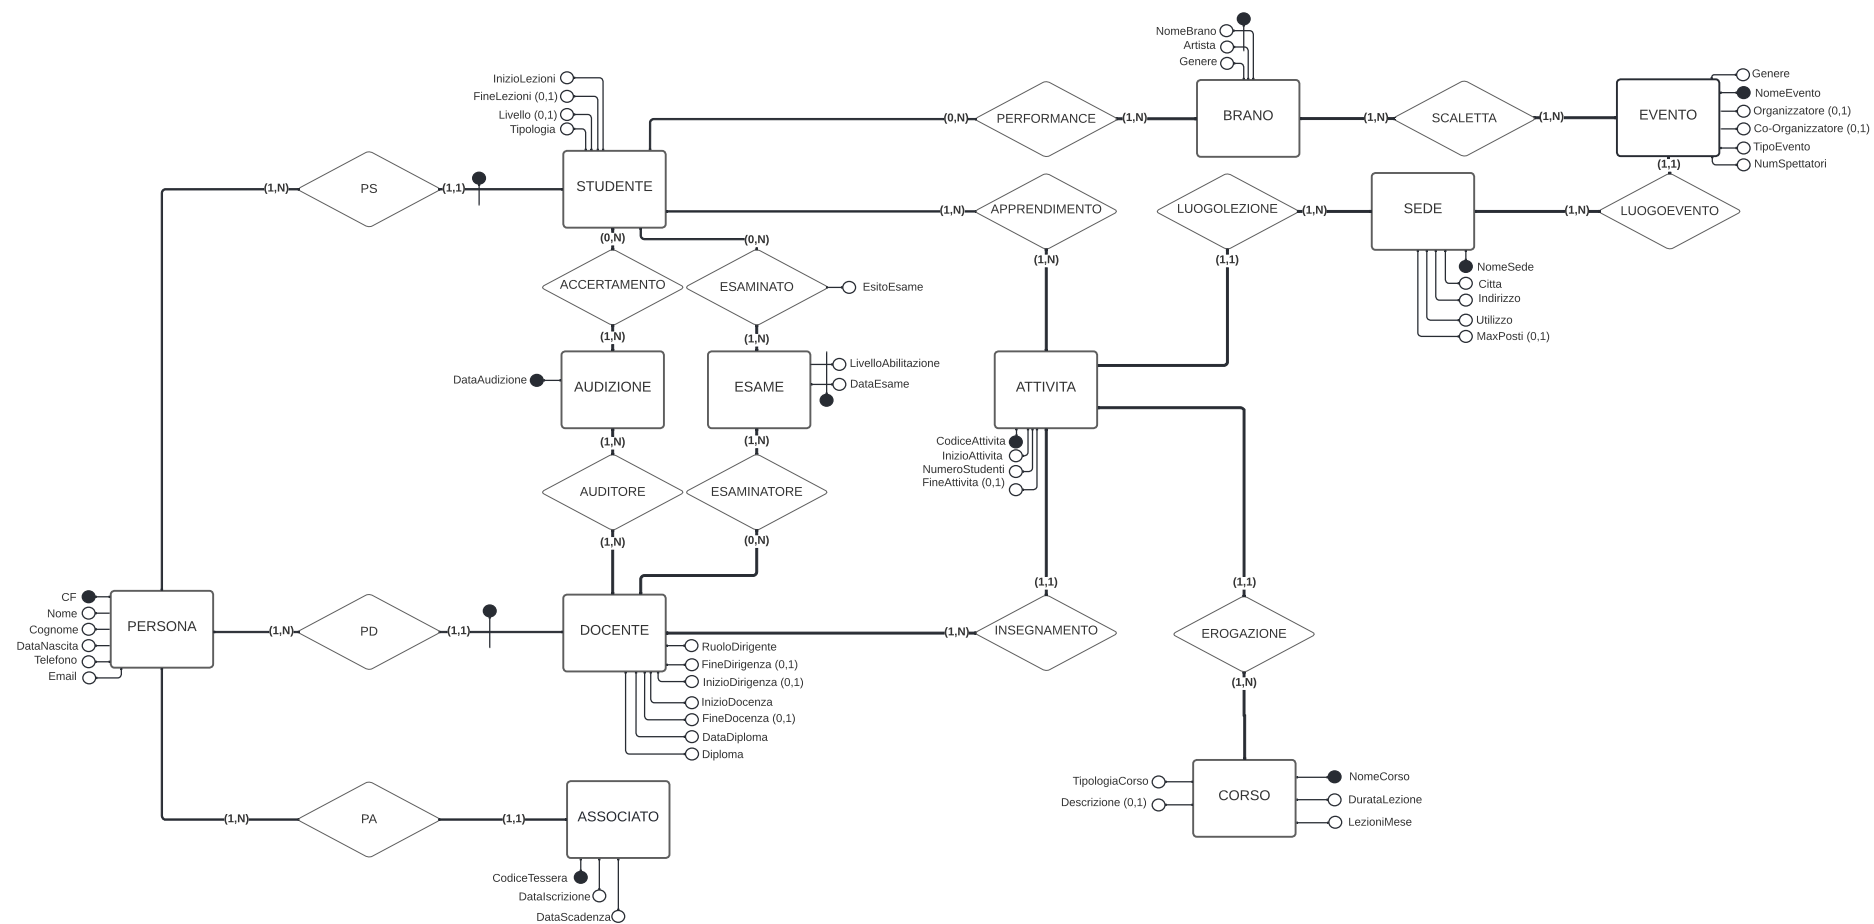 NomeBrano
Artista
Genere
BRANO
Genere
NomeEvento
Organizzatore (0,1)
Co-Organizzatore (0,1)
TipoEvento
NumSpettatori
EVENTO
InizioLezioni
FineLezioni (0,1)
Livello (0,1)
Tipologia
(0,N)
PERFORMANCE
(1,N)
(1,N)
SCALETTA
(1,N)
(1,1)
(1,N)
PS
(1,1)
STUDENTE
(1,N)
APPRENDIMENTO
LUOGOLEZIONE
(1,N)
SEDE
(1,N)
LUOGOEVENTO
(0,N)
(0,N)
(1,N)
(1,1)
NomeSede
Citta
Indirizzo
Utilizzo
MaxPosti (0,1)
ACCERTAMENTO
ESAMINATO
EsitoEsame
(1,N)
(1,N)
DataAudizione
AUDIZIONE
ESAME
LivelloAbilitazione
DataEsame
ATTIVITA
(1,N)
(1,N)
CodiceAttivita
InizioAttivita
NumeroStudenti
FineAttivita (0,1)
AUDITORE
ESAMINATORE
(1,N)
(0,N)
(1,1)
(1,1)
CF
Nome
Cognome
DataNascita
Telefono
Email
PERSONA
(1,N)
PD
(1,1)
DOCENTE
(1,N)
INSEGNAMENTO
EROGAZIONE
(1,N)
RuoloDirigente
FineDirigenza (0,1)
InizioDirigenza (0,1)
InizioDocenza
FineDocenza (0,1)
DataDiploma
Diploma
(1,N)
PA
(1,1)
ASSOCIATO
CodiceTessera
DataIscrizione
DataScadenza
TipologiaCorso
Descrizione (0,1)
CORSO
NomeCorso
DurataLezione
LezioniMese